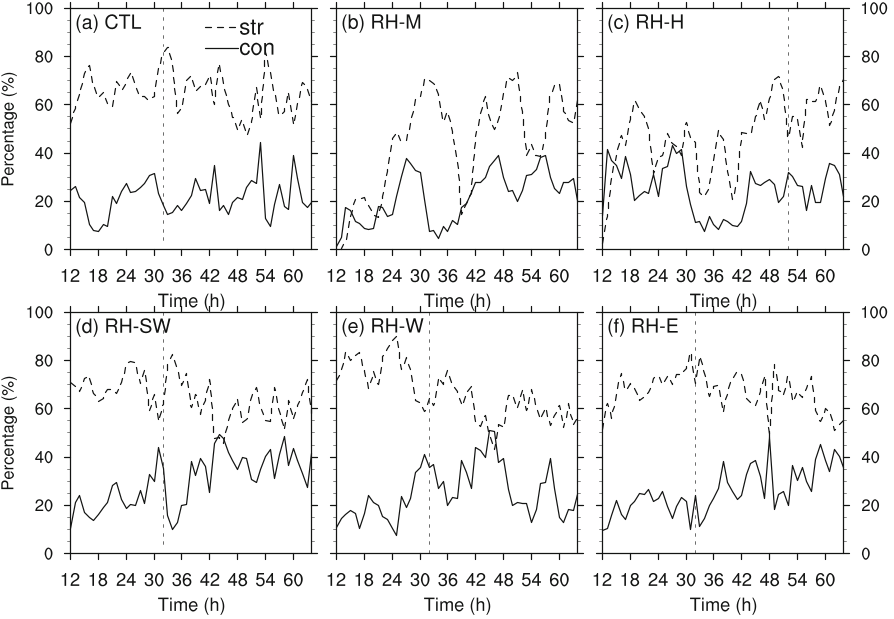 (a) CTL
str
con
(b) RH-M
(c) RH-H
100
80
60
40
20
0
Percentage (%)
100
80
60
40
20
0
12 18 24 30 36 42 48 54 60
12 18 24 30 36 42 48 54 60
12 18 24 30 36 42 48 54 60
Time (h)
Time (h)
Time (h)
(d) RH-SW
(e) RH-W
(f) RH-E
100
80
60
40
20
0
Percentage (%)
100
80
60
40
20
0
12 18 24 30 36 42 48 54 60
12 18 24 30 36 42 48 54 60
12 18 24 30 36 42 48 54 60
Time (h)
Time (h)
Time (h)